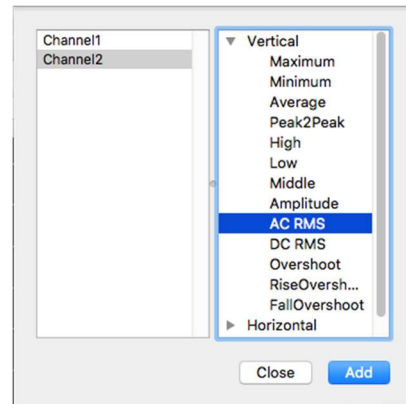 Channel1
Channel2
Vertical
Maximum
Minimum
Average
Peak2Peak
High
Low
Middle
Amplitude
AC RMS
DC RMS
Overshoot
RiseOversh...
FallOvershoot
Horizontal
Close
Add